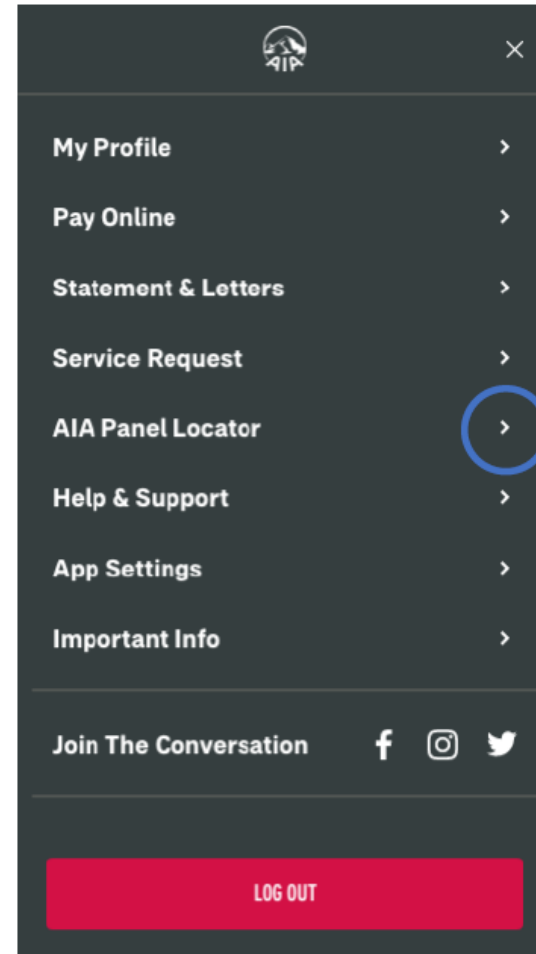 AIA
My Profile
Pay Online
Statement & Letters
Service Request
AIA Panel Locator
Help & Support
App Settings
Important Info
Join The Conversation
LOG OUT